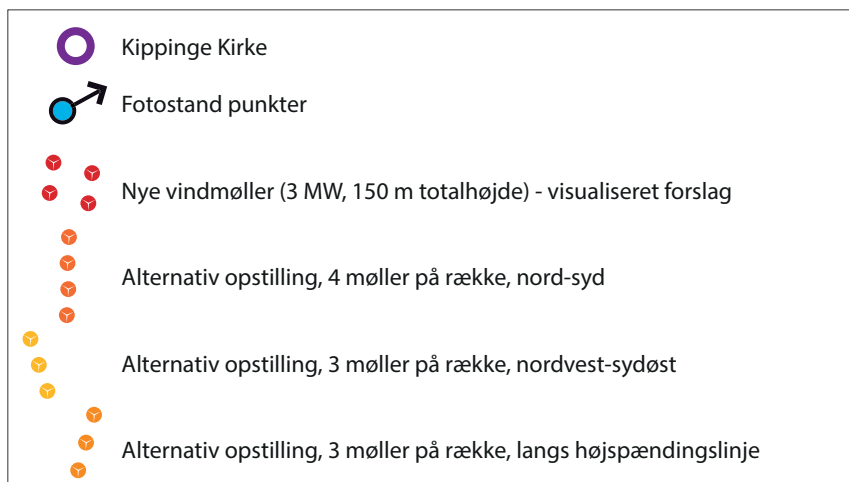 Kippinge Kirke
Fotostand punkter
Nye vindmøller (3 MW, 150 m totalhøjde) - visualiseret forslag
Alternativ opstilling, 4 møller på række, nord-syd
Alternativ opstilling, 3 møller på række, nordvest-sydøst
Alternativ opstilling, 3 møller på række, langs højspændingslinje